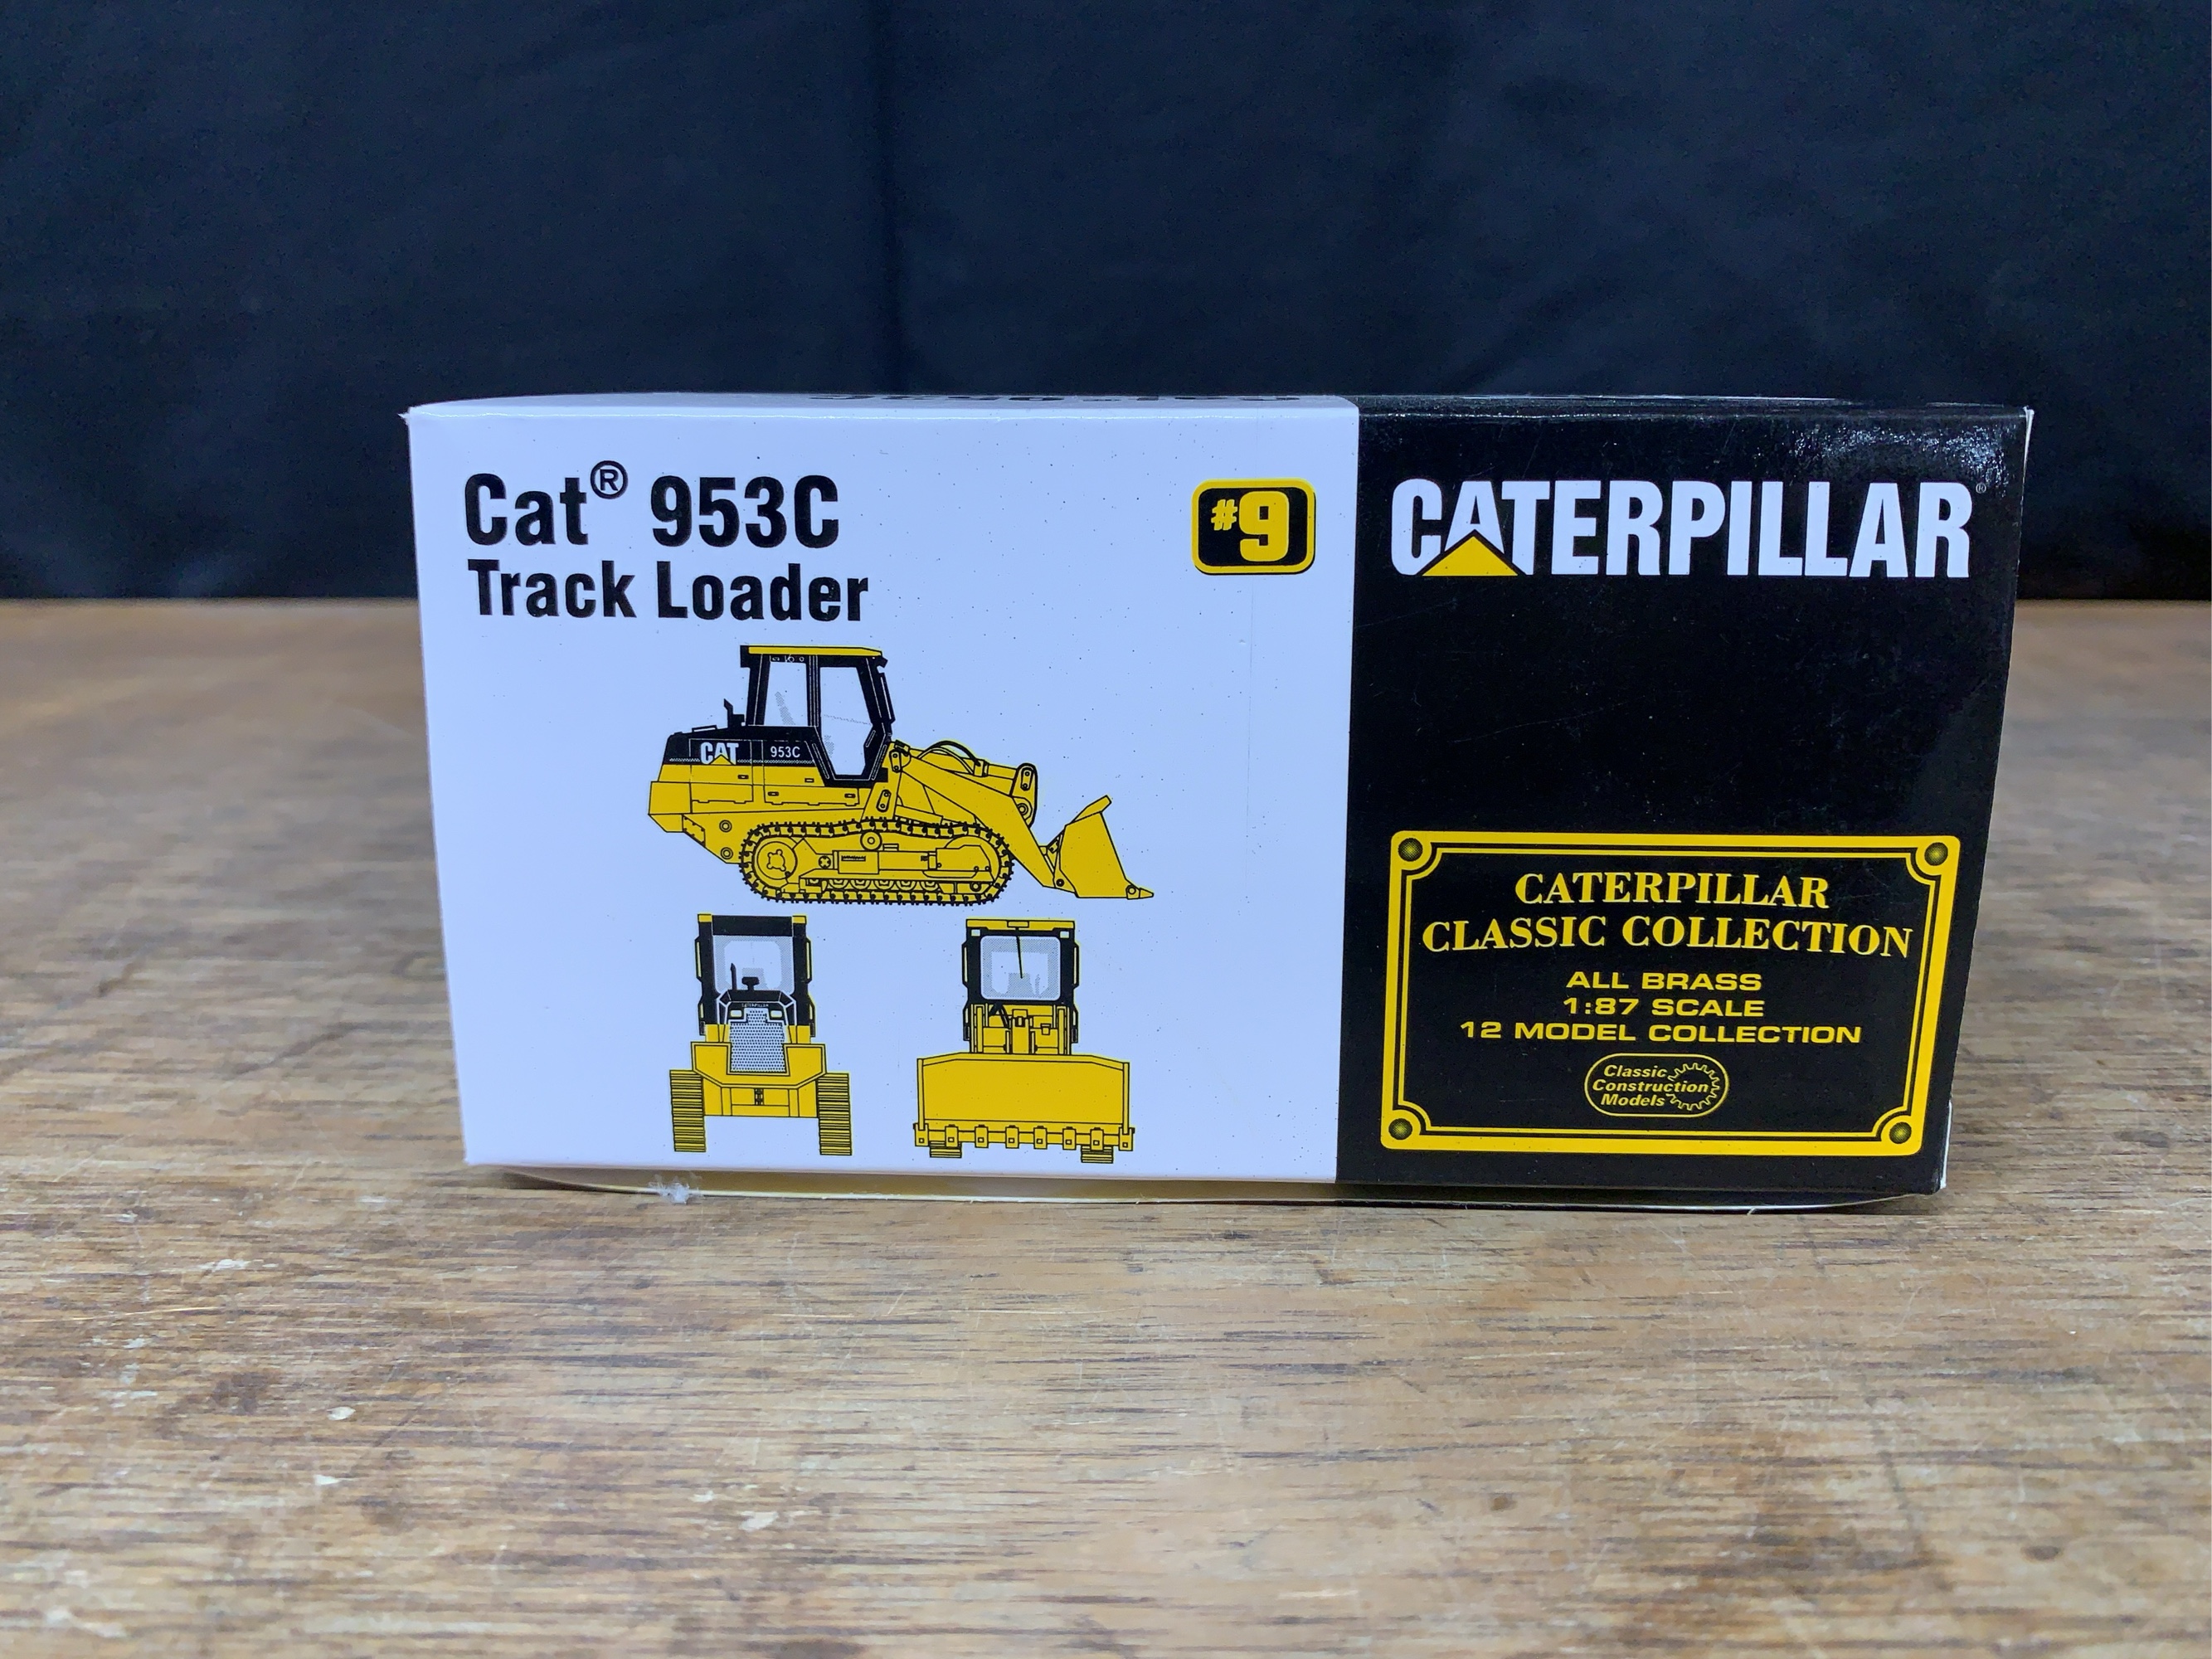 Cat® 953C
Track Loader
#9
CAT 953C
CATERPILLAR®
CATERPILLAR
CLASSIC COLLECTION
ALL BRASS
1:87 SCALE
12 MODEL COLLECTION
Classic
Construction
Models